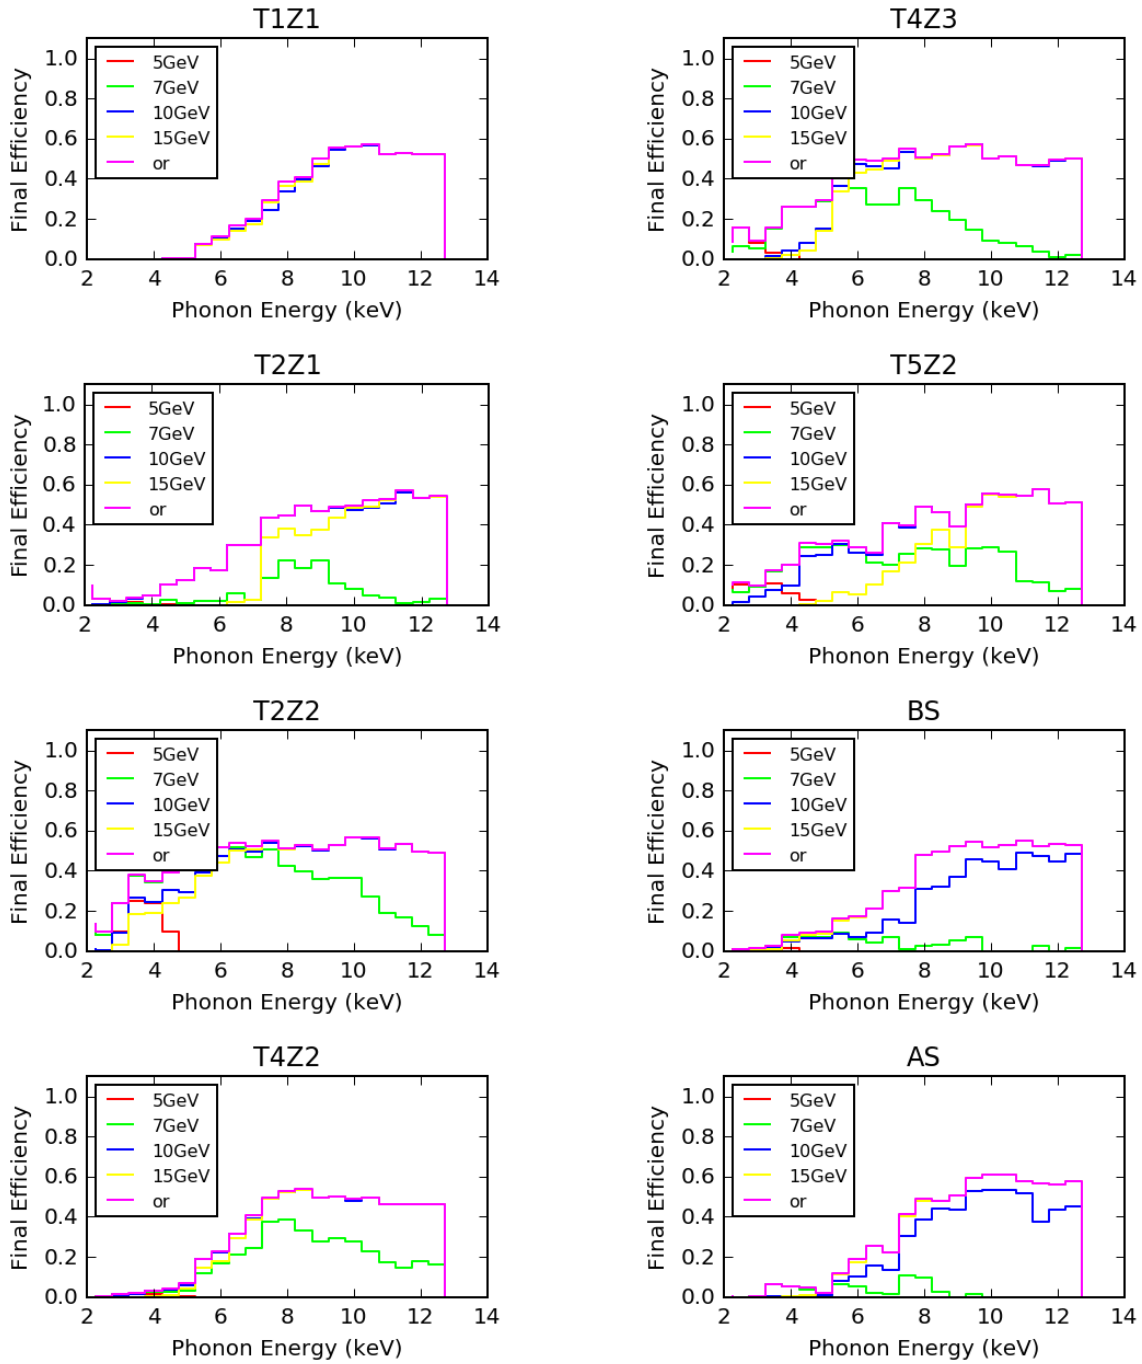 T1Z1
1.0
0.8
0.6
0.4
0.2
0.0
Final Efficiency
5GeV
7GeV
10GeV
15GeV
or
2 4 6 8 10 12 14
Phonon Energy (keV)
T4Z3
1.0
0.8
0.6
0.4
0.2
0.0
Final Efficiency
5GeV
7GeV
10GeV
15GeV
or
2 4 6 8 10 12 14
Phonon Energy (keV)
T2Z1
1.0
0.8
0.6
0.4
0.2
0.0
Final Efficiency
5GeV
7GeV
10GeV
15GeV
or
2 4 6 8 10 12 14
Phonon Energy (keV)
T5Z2
1.0
0.8
0.6
0.4
0.2
0.0
Final Efficiency
5GeV
7GeV
10GeV
15GeV
or
2 4 6 8 10 12 14
Phonon Energy (keV)
T2Z2
1.0
0.8
0.6
0.4
0.2
0.0
Final Efficiency
5GeV
7GeV
10GeV
15GeV
or
2 4 6 8 10 12 14
Phonon Energy (keV)
BS
1.0
0.8
0.6
0.4
0.2
0.0
Final Efficiency
5GeV
7GeV
10GeV
15GeV
or
2 4 6 8 10 12 14
Phonon Energy (keV)
T4Z2
1.0
0.8
0.6
0.4
0.2
0.0
Final Efficiency
5GeV
7GeV
10GeV
15GeV
or
2 4 6 8 10 12 14
Phonon Energy (keV)
AS
1.0
0.8
0.6
0.4
0.2
0.0
Final Efficiency
5GeV
7GeV
10GeV
15GeV
or
2 4 6 8 10 12 14
Phonon Energy (keV)